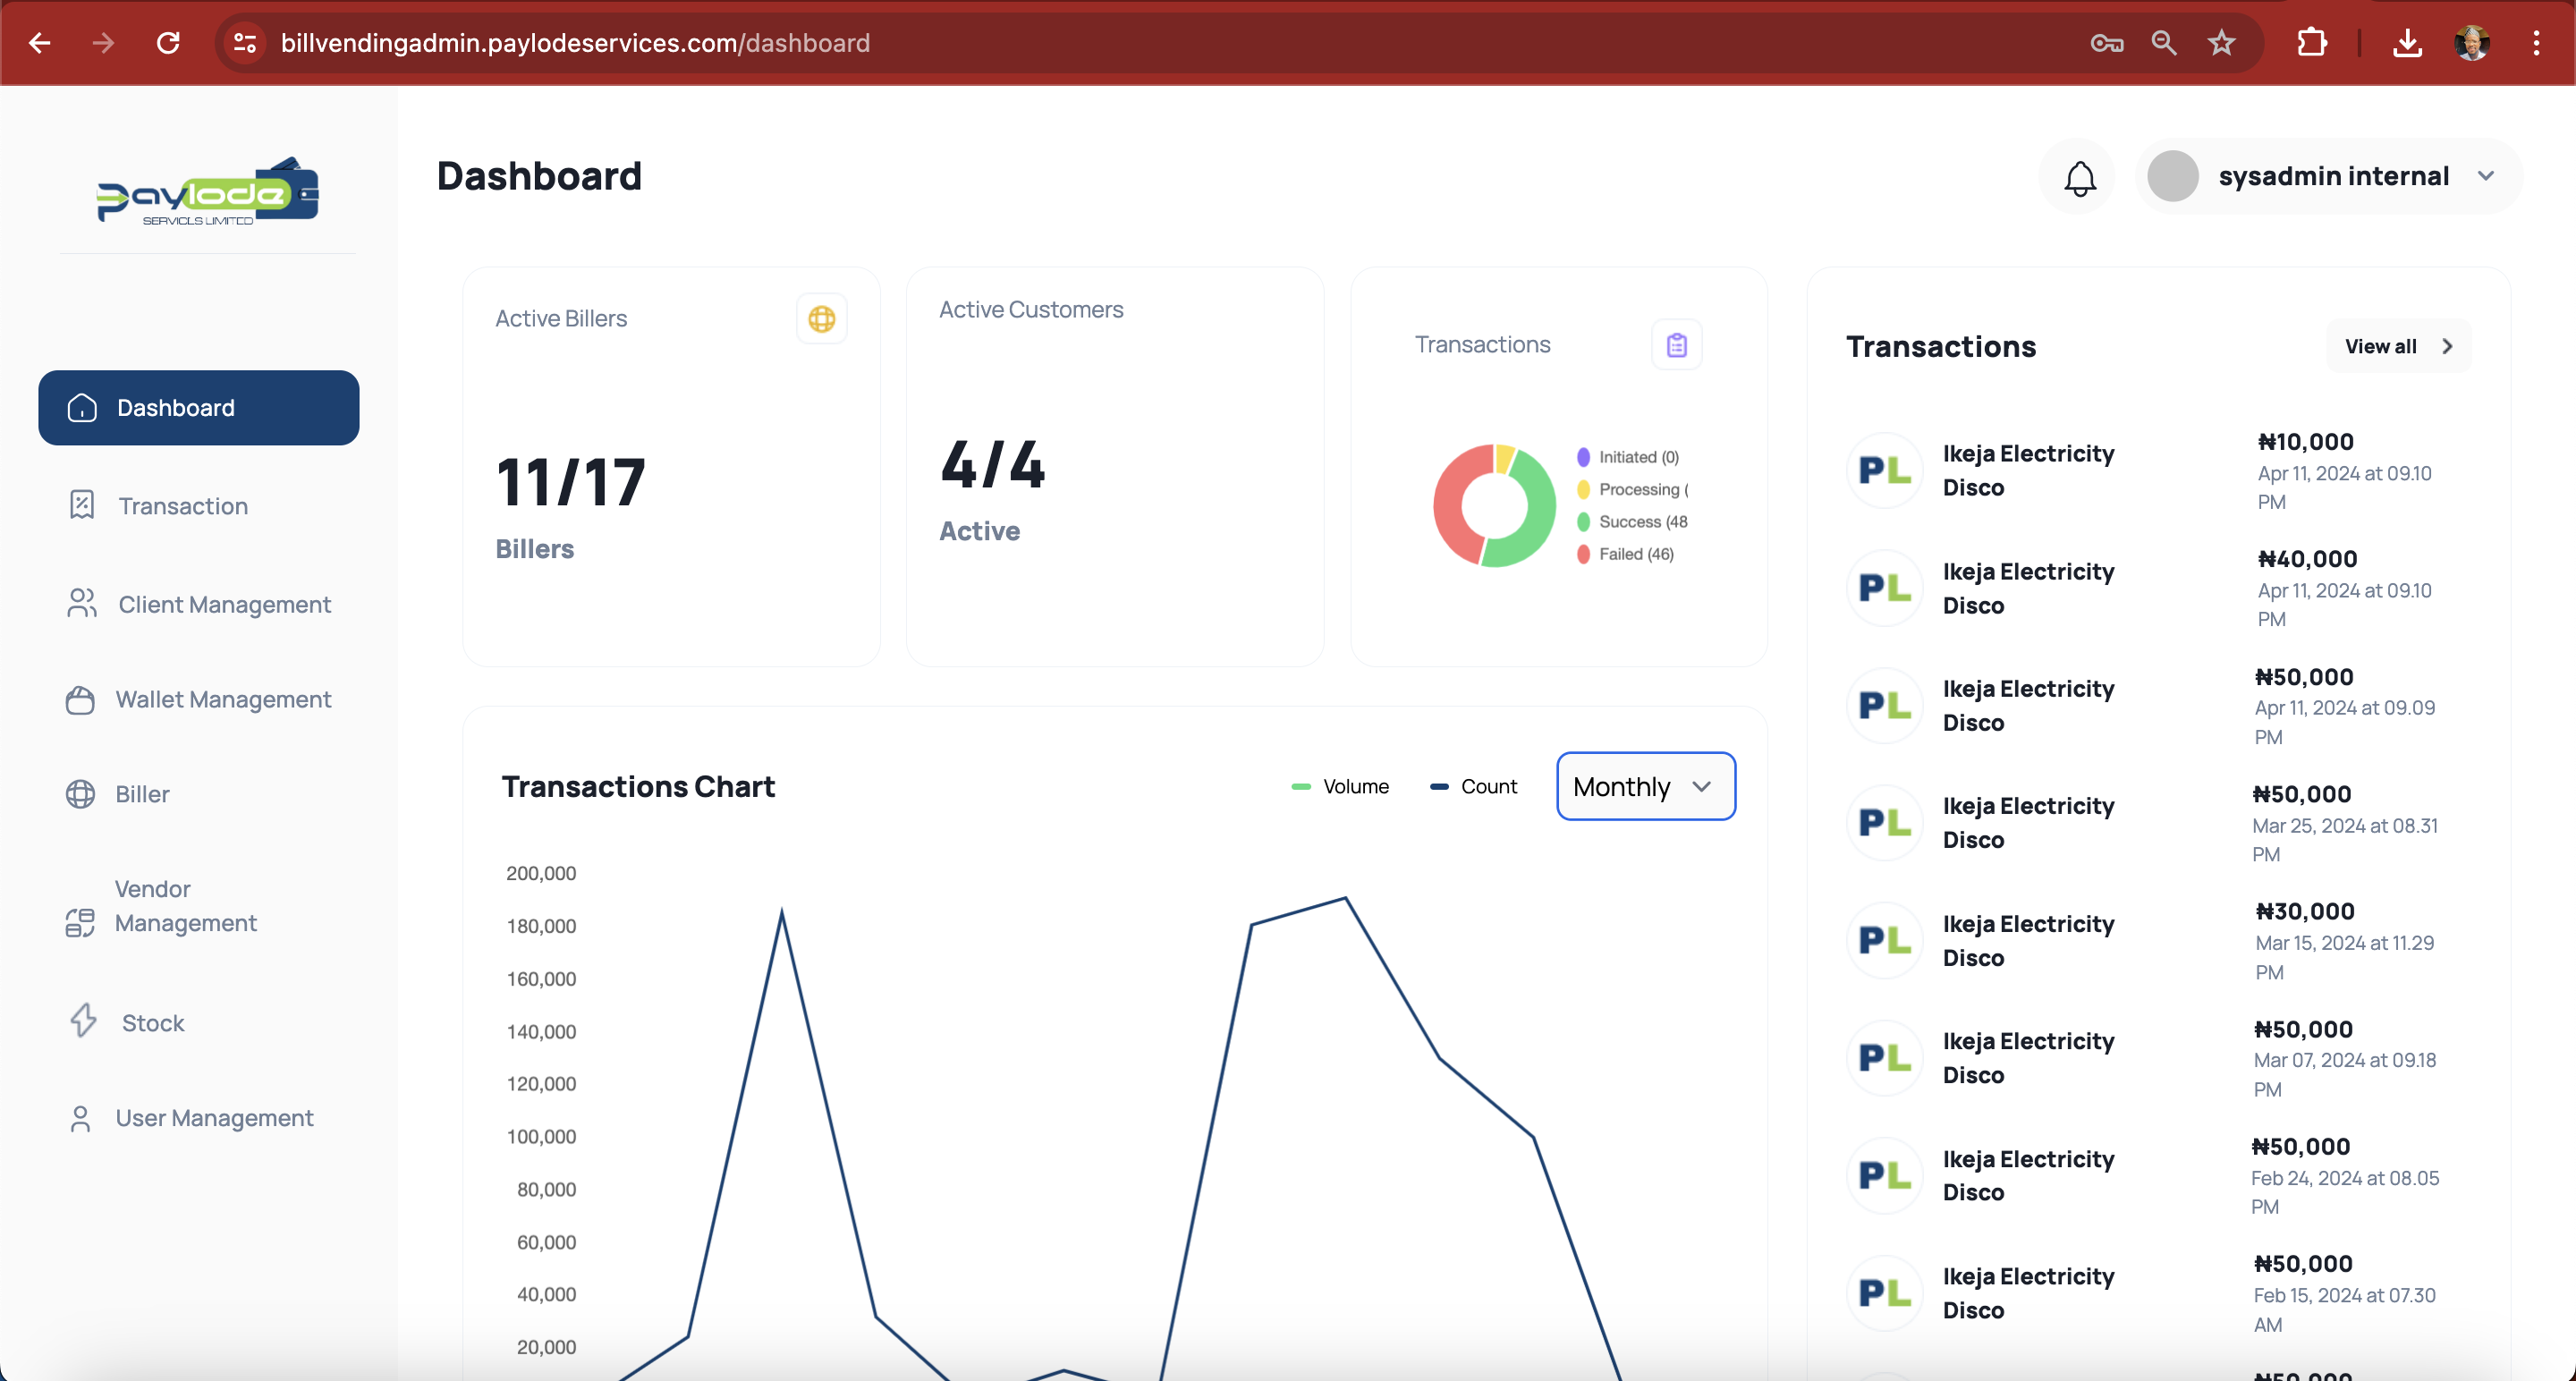 billvendingadmin.paylodeservices.com/dashboard
Paylode
SERVICES LIMITED
Dashboard
Transaction
Client Management
Wallet Management
Biller
Vendor
Management
Stock
User Management
Dashboard
sysadmin internal
Active Billers
11/17
Billers
Active Customers
4/4
Active
Transactions
Initiated (0)
Processing (
Success (48
Failed (46)
Transactions Chart
Volume
Count
Monthly
200,000
180,000
160,000
140,000
120,000
100,000
80,000
60,000
40,000
20,000
Transactions
View all
PL
Ikeja Electricity
Disco
₦10,000
Apr 11, 2024 at 09.10
PM
PL
Ikeja Electricity
Disco
₦40,000
Apr 11, 2024 at 09.10
PM
PL
Ikeja Electricity
Disco
₦50,000
Apr 11, 2024 at 09.09
PM
PL
Ikeja Electricity
Disco
₦50,000
Mar 25, 2024 at 08.31
PM
PL
Ikeja Electricity
Disco
₦30,000
Mar 15, 2024 at 11.29
PM
PL
Ikeja Electricity
Disco
₦50,000
Mar 07, 2024 at 09.18
PM
PL
Ikeja Electricity
Disco
₦50,000
Feb 24, 2024 at 08.05
PM
PL
Ikeja Electricity
Disco
₦50,000
Feb 15, 2024 at 07.30
AM